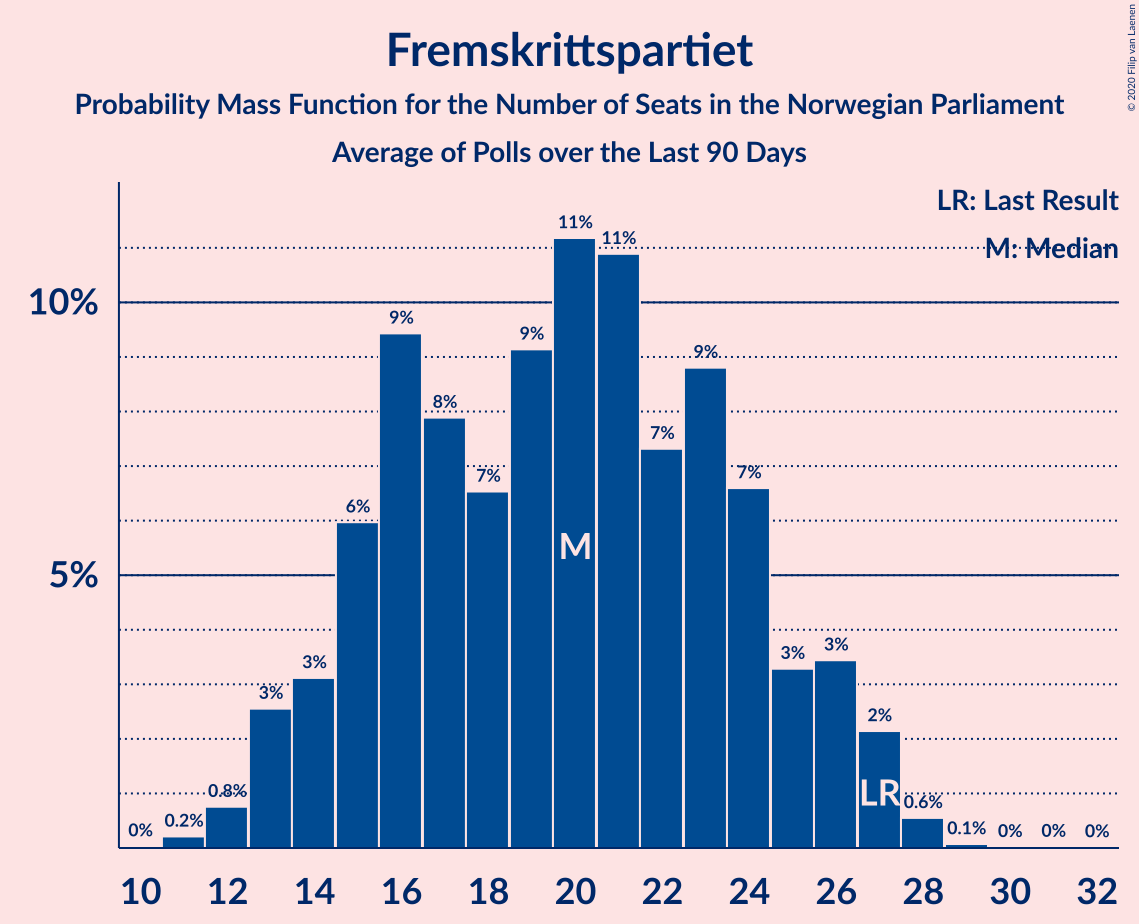 Fremskrittspartiet
Probability Mass Function for the Number of Seats in the Norwegian Parliament
Average of Polls over the Last 90 Days
© 2020 Filip van Laenen
LR: Last Result
M: Median
10%
5%
0% 0.2% 0.8% 3% 3% 6% 9% 8% 7% 9% 11% 11% 7% 9% 7% 3% 3% 2% 0.6% 0.1% 0% 0% 0%
M
LR
10 12 14 16 18 20 22 24 26 28 30 32